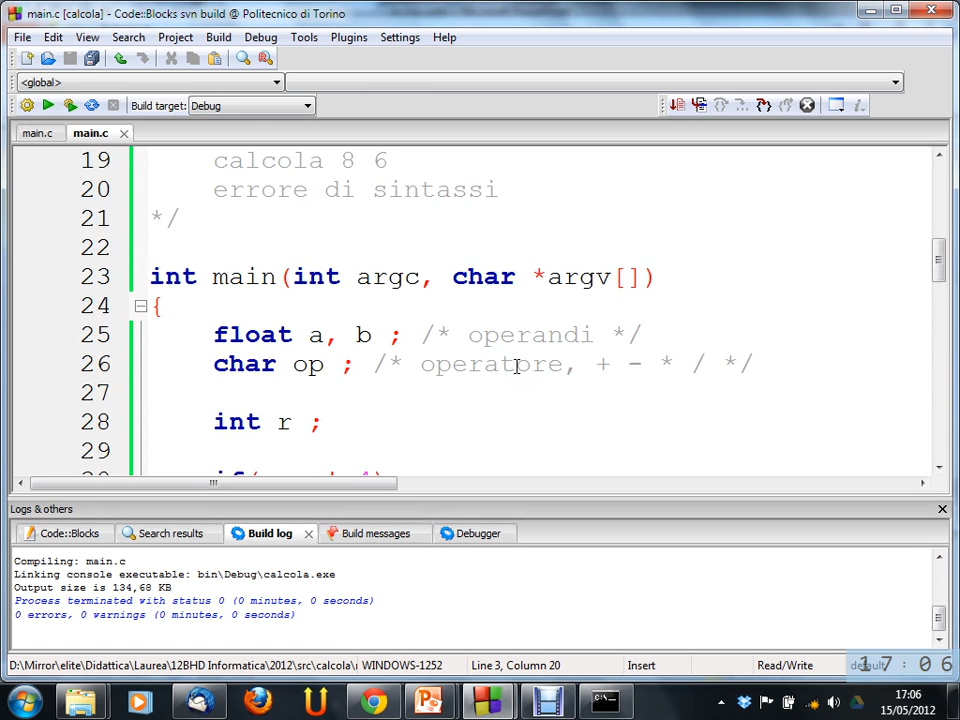 main.c [calcola] - Code::Blocks svn build @ Politecnico di Torino
File Edit View Search Project Build Debug Tools Plugins Settings Help
<global>
Build target: Debug
main.c main.c
19 calcola 8 6
20 errore di sintassi
21 */
22
23 int main(int argc, char *argv[])
24 {
25 float a, b ; /* operandi */
26 char op ; /* operatore, + - * / */
27
28 int r ;
29
Logs & others
Code::Blocks Search results Build log Build messages Debugger
Compiling: main.c
Linking console executable: bin\Debug\calcola.exe
Output size is 134,68 KB
Process terminated with status 0 (0 minutes, 0 seconds)
0 errors, 0 warnings (0 minutes, 0 seconds)
D:\Mirror\elite\Didattica\Laurea\12BHD Informatica\2012\src\calcola\ WINDOWS-1252 Line 3, Column 20 Insert Read/Write default
17:06
17:06
15/05/2012